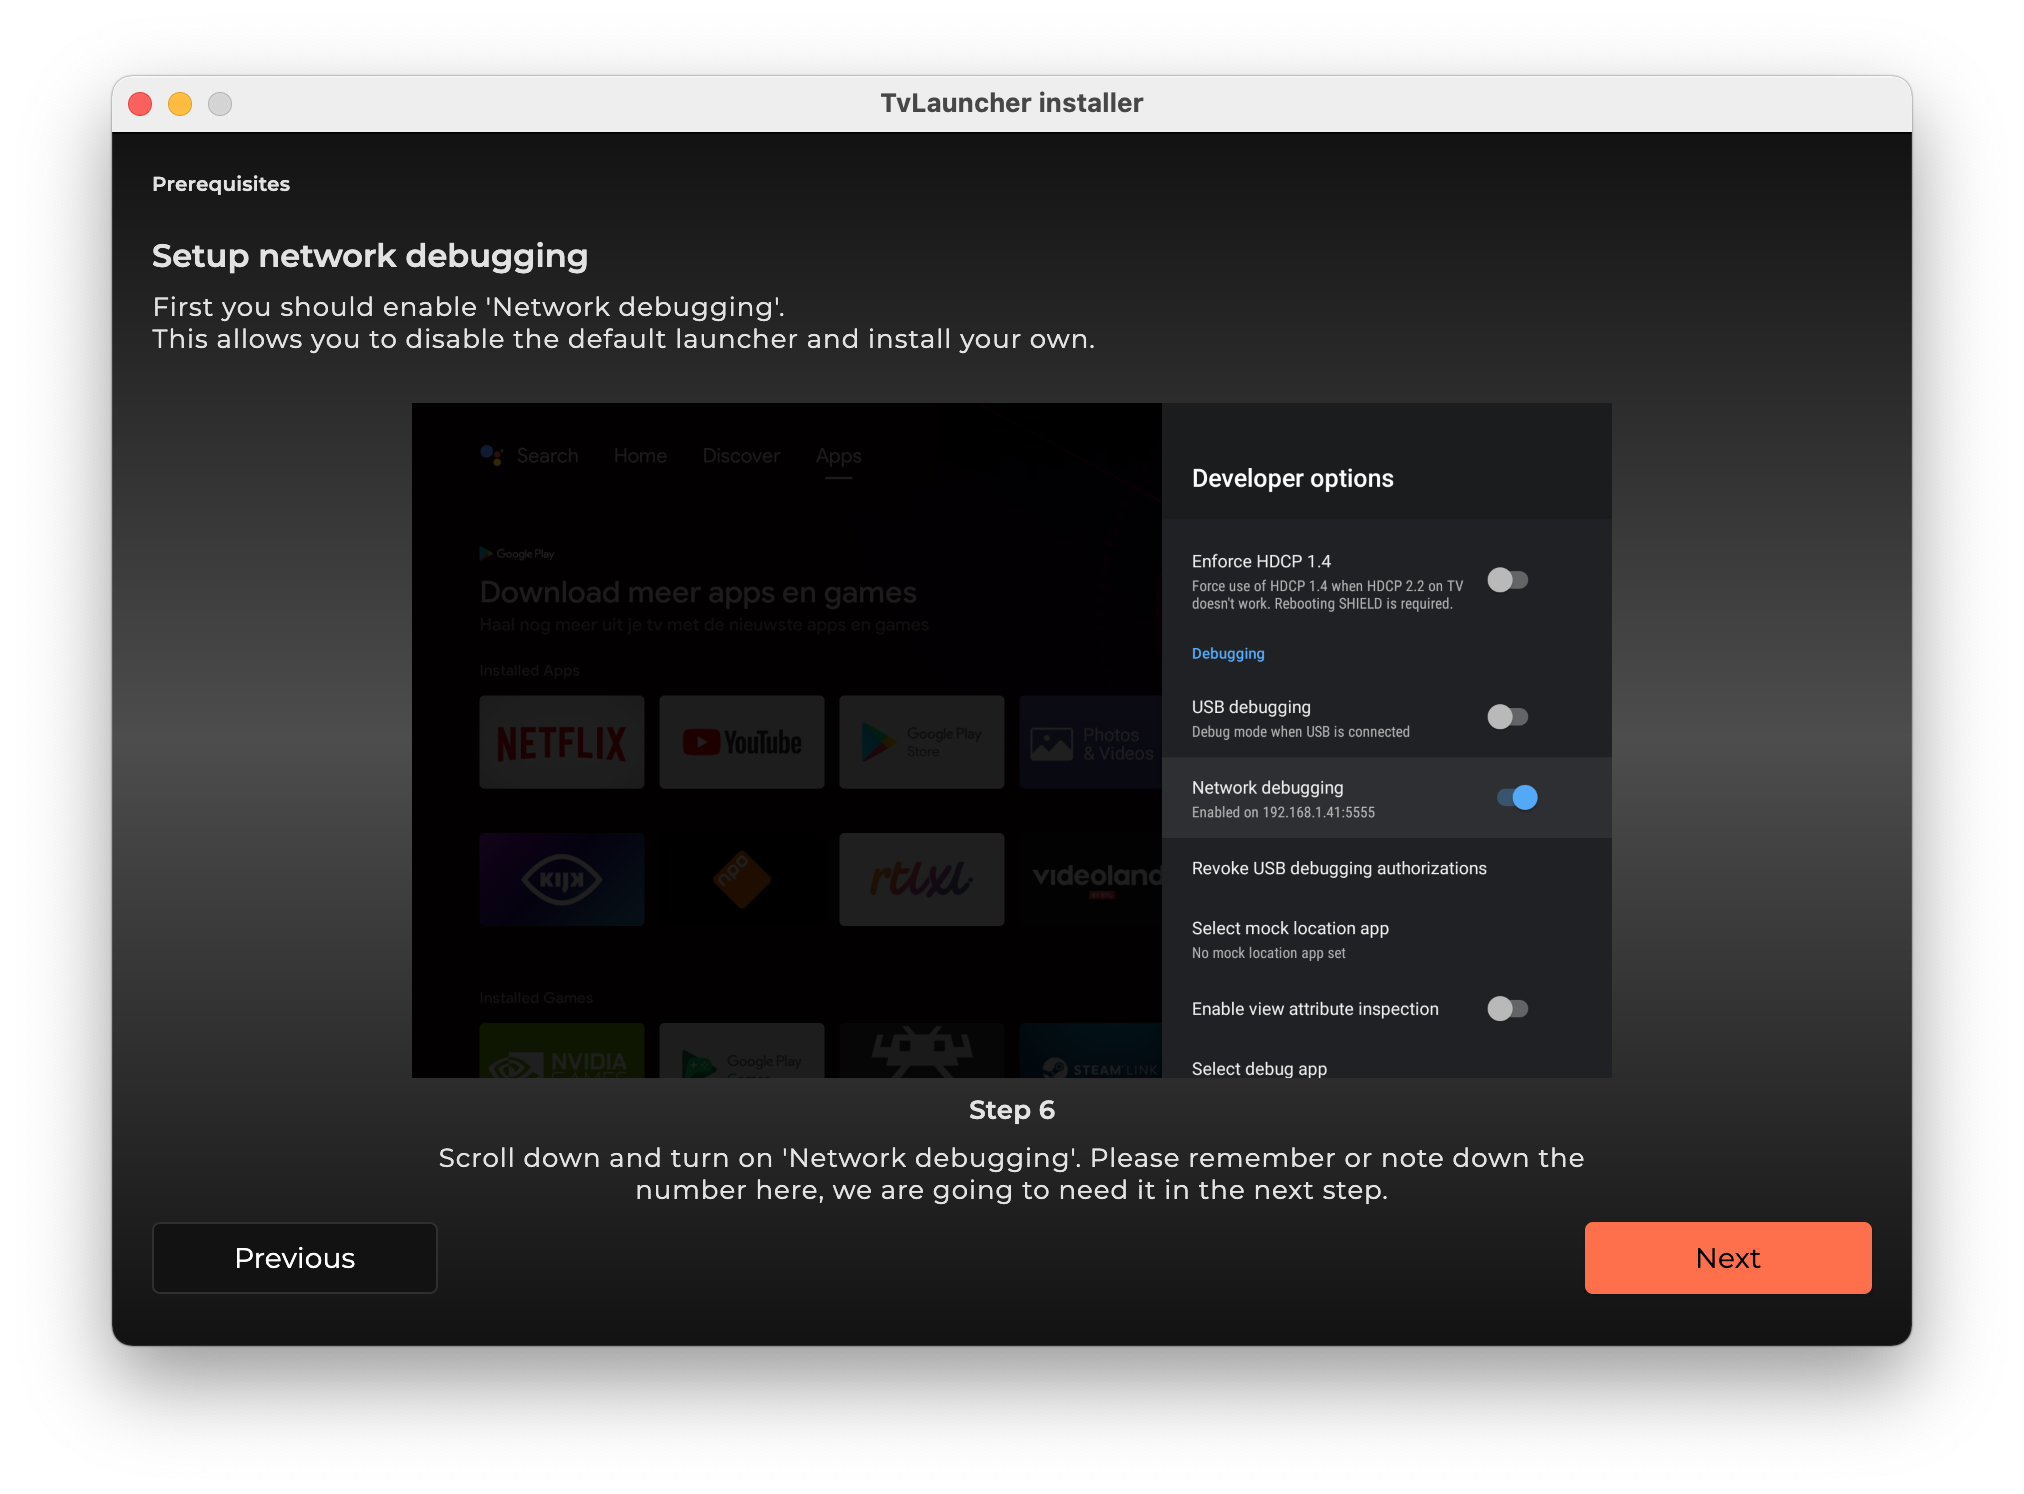 TvLauncher installer
Prerequisites
Setup network debugging
First you should enable 'Network debugging'.
This allows you to disable the default launcher and install your own.
Search Home Discover Apps
Google Play
Download meer apps en games
Haal nog meer uit je tv met de nieuwste apps en games
Installed Apps
NETFLIX
YouTube
Google Play
Store
Photos
& Videos
KIJK
npo
rtlxl
videoland
Installed Games
NVIDIA
GAMES
Google Play
Games
STEAM LINK
Developer options
Enforce HDCP 1.4
Force use of HDCP 1.4 when HDCP 2.2 on TV
doesn't work. Rebooting SHIELD is required.
Debugging
USB debugging
Debug mode when USB is connected
Network debugging
Enabled on 192.168.1.41:5555
Revoke USB debugging authorizations
Select mock location app
No mock location app set
Enable view attribute inspection
Select debug app
Step 6
Scroll down and turn on 'Network debugging'. Please remember or note down the
number here, we are going to need it in the next step.
Previous
Next